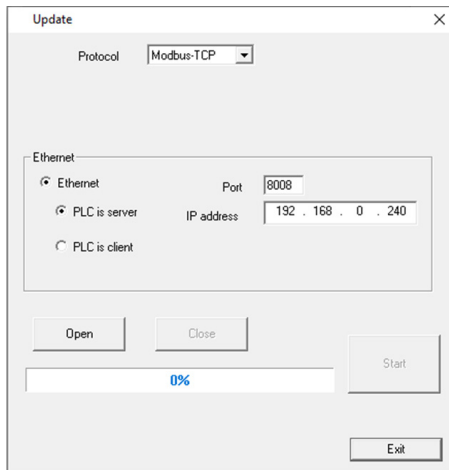 Update
Protocol Modbus-TCP
Ethernet
Ethernet Port 8008
PLC is server IP address 192 . 168 . 0 . 240
PLC is client
Open Close
Start
0%
Exit